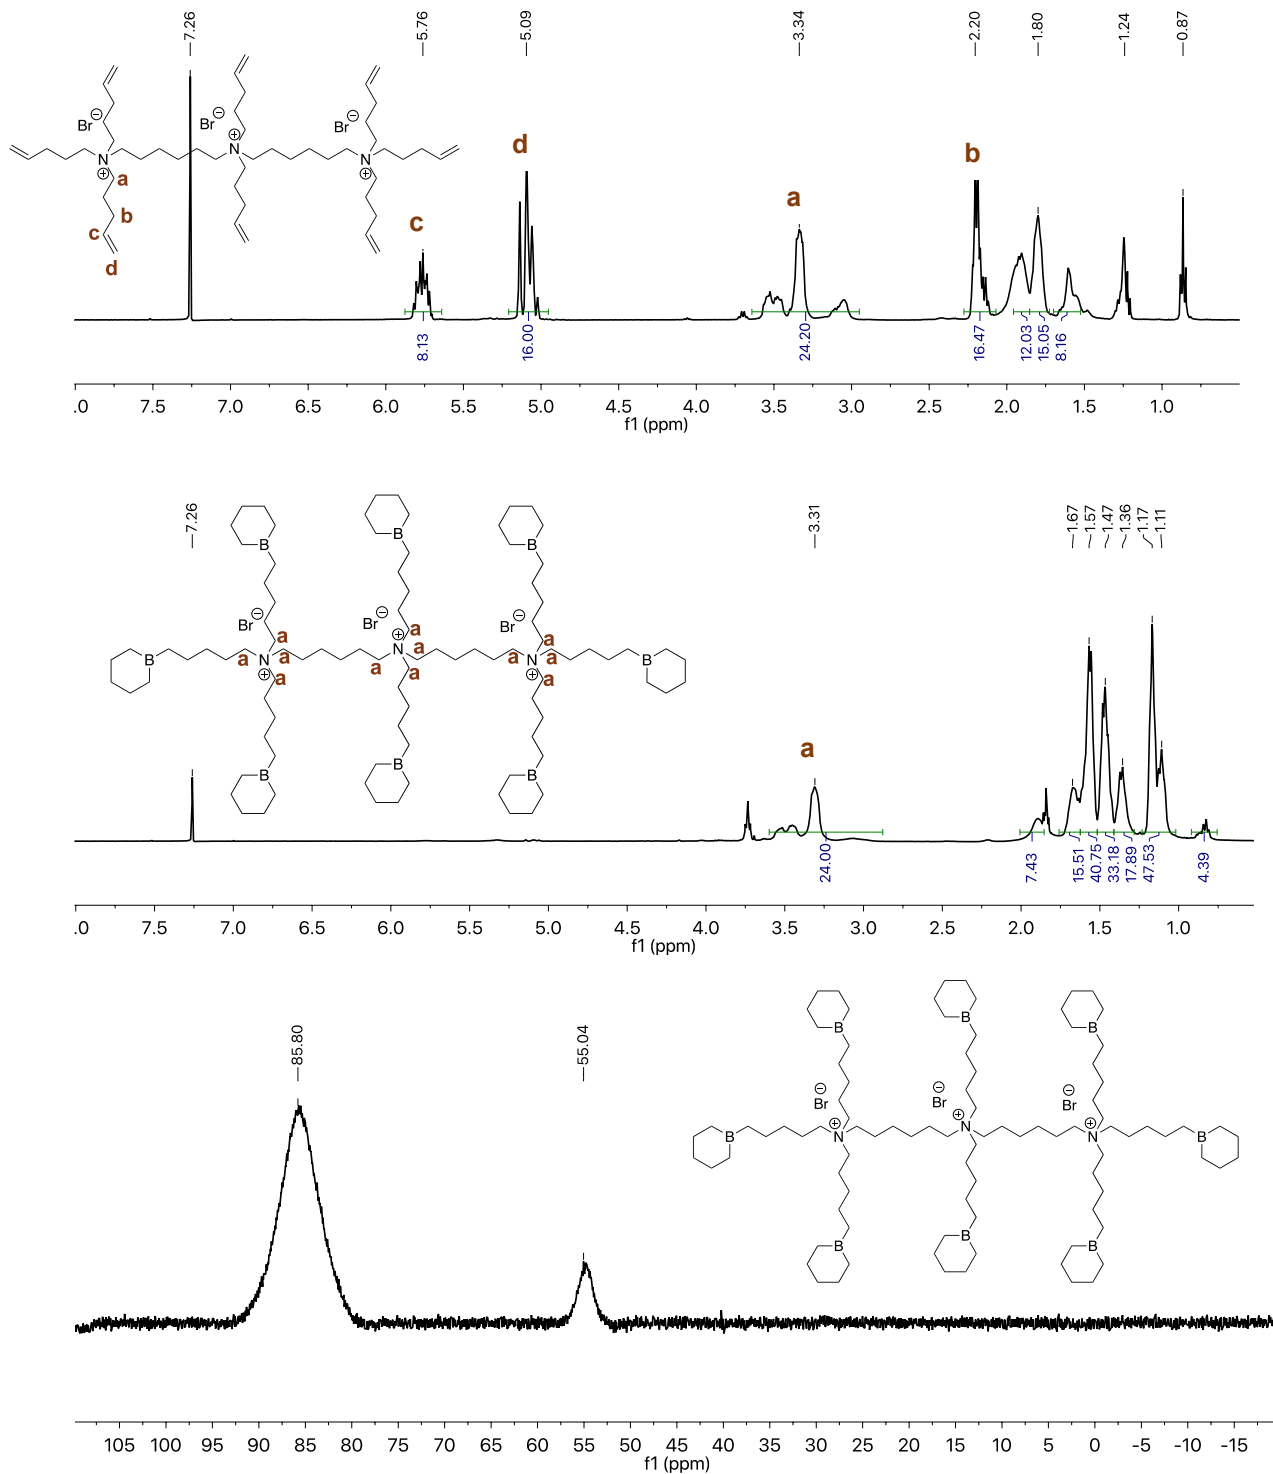 7.26
5.76
5.09
3.34
2.20
1.80
1.24
0.87
Br⊖ Br⊖ Br⊖
N⊕ N⊕ N⊕
a
b
c
d
c
d
a
b
8.13
16.00
24.20
16.47
12.03
15.05
8.16
.0 7.5 7.0 6.5 6.0 5.5 5.0 4.5 4.0 3.5 3.0 2.5 2.0 1.5 1.0
f1 (ppm)
7.26
3.31
1.67
1.57
1.47
1.36
1.17
1.11
B B B
Br⊖ Br⊖ Br⊖
a a a
B a N⊕ a a N⊕ a a N⊕ a B
a a a
B B B
a
24.00
7.43
15.51
40.75
33.18
17.89
47.53
4.39
.0 7.5 7.0 6.5 6.0 5.5 5.0 4.5 4.0 3.5 3.0 2.5 2.0 1.5 1.0
f1 (ppm)
85.80
55.04
B B B
Br⊖ Br⊖ Br⊖
B N⊕ N⊕ N⊕ B
B B B
105 100 95 90 85 80 75 70 65 60 55 50 45 40 35 30 25 20 15 10 5 0 -5 -10 -15
f1 (ppm)